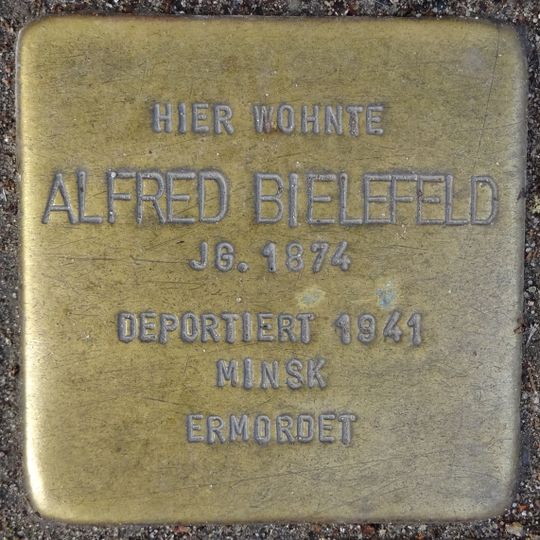 HIER WOHNTE
ALFRED BIELEFELD
JG. 1874
DEPORTIERT 1941
MINSK
ERMORDET